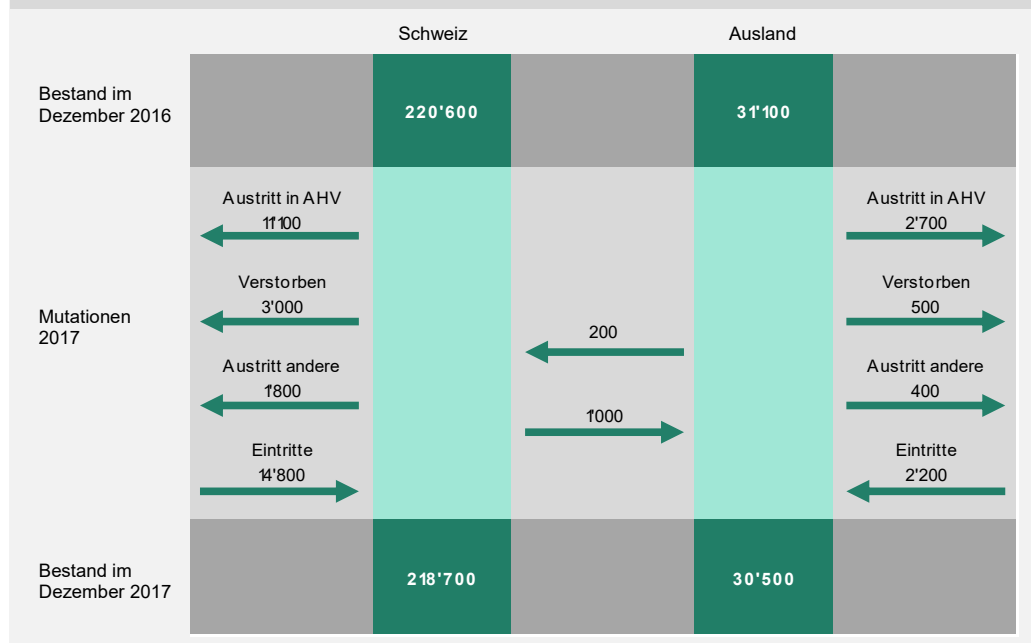 Schweiz Ausland
Bestand im
Dezember 2016
220'600 31'100
Austritt in AHV Austritt in AHV
11'100 2'700
Verstorben Verstorben
3'000 500
Mutationen
2017
200
Austritt andere Austritt andere
1'800 400
1'000
Eintritte Eintritte
14'800 2'200
Bestand im
Dezember 2017
218'700 30'500